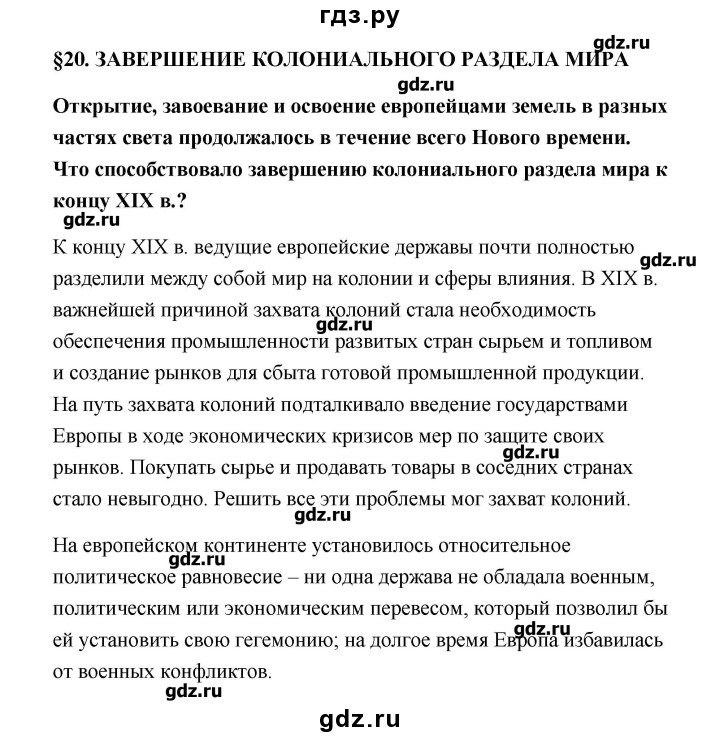 гдз.ру
gdz.ru
§20. ЗАВЕРШЕНИЕ КОЛОНИАЛЬНОГО РАЗДЕЛА МИРА
gdz.ru
Открытие, завоевание и освоение европейцами земель в разных
частях света продолжалось в течение всего Нового времени.
Что способствовало завершению колониального раздела мира к
концу XIX в.?
gdz.ru
К концу XIX в. ведущие европейские державы почти полностью
gdz.ru
разделили между собой мир на колонии и сферы влияния. В XIX в.
важнейшей причиной захвата колоний стала необходимость
gdz.ru
обеспечения промышленности развитых стран сырьем и топливом
и создание рынков для сбыта готовой промышленной продукции.
На путь захвата колоний подталкивало введение государствами
Европы в ходе экономических кризисов мер по защите своих
gdz.ru
рынков. Покупать сырье и продавать товары в соседних странах
стало невыгодно. Решить все эти проблемы мог захват колоний.
gdz.ru
На европейском континенте установилось относительное
gdz.ru
политическое равновесие – ни одна держава не обладала военным,
политическим или экономическим перевесом, который позволил бы
gdz.ru
ей установить свою гегемонию; на долгое время Европа избавилась
от военных конфликтов.
gdz.ru
gdz.ru